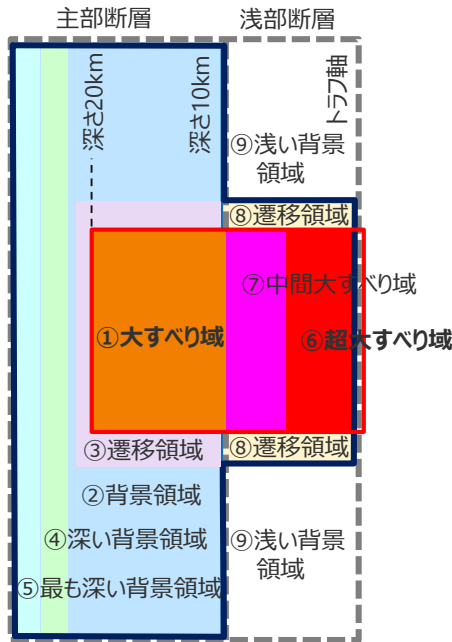 主部断層
浅部断層
深さ20km
深さ10km
トラフ軸
⑨浅い背景
領域
⑧遷移領域
⑦中間大すべり域
①大すべり域
⑥超大すべり域
③遷移領域
⑧遷移領域
②背景領域
④深い背景領域
⑨浅い背景
領域
⑤最も深い背景領域